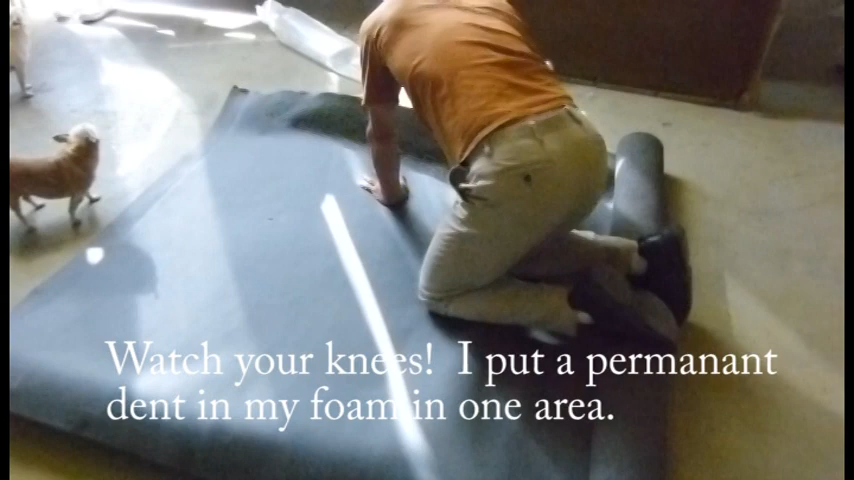 Watch your knees!  I put a permanant
dent in my foam in one area.